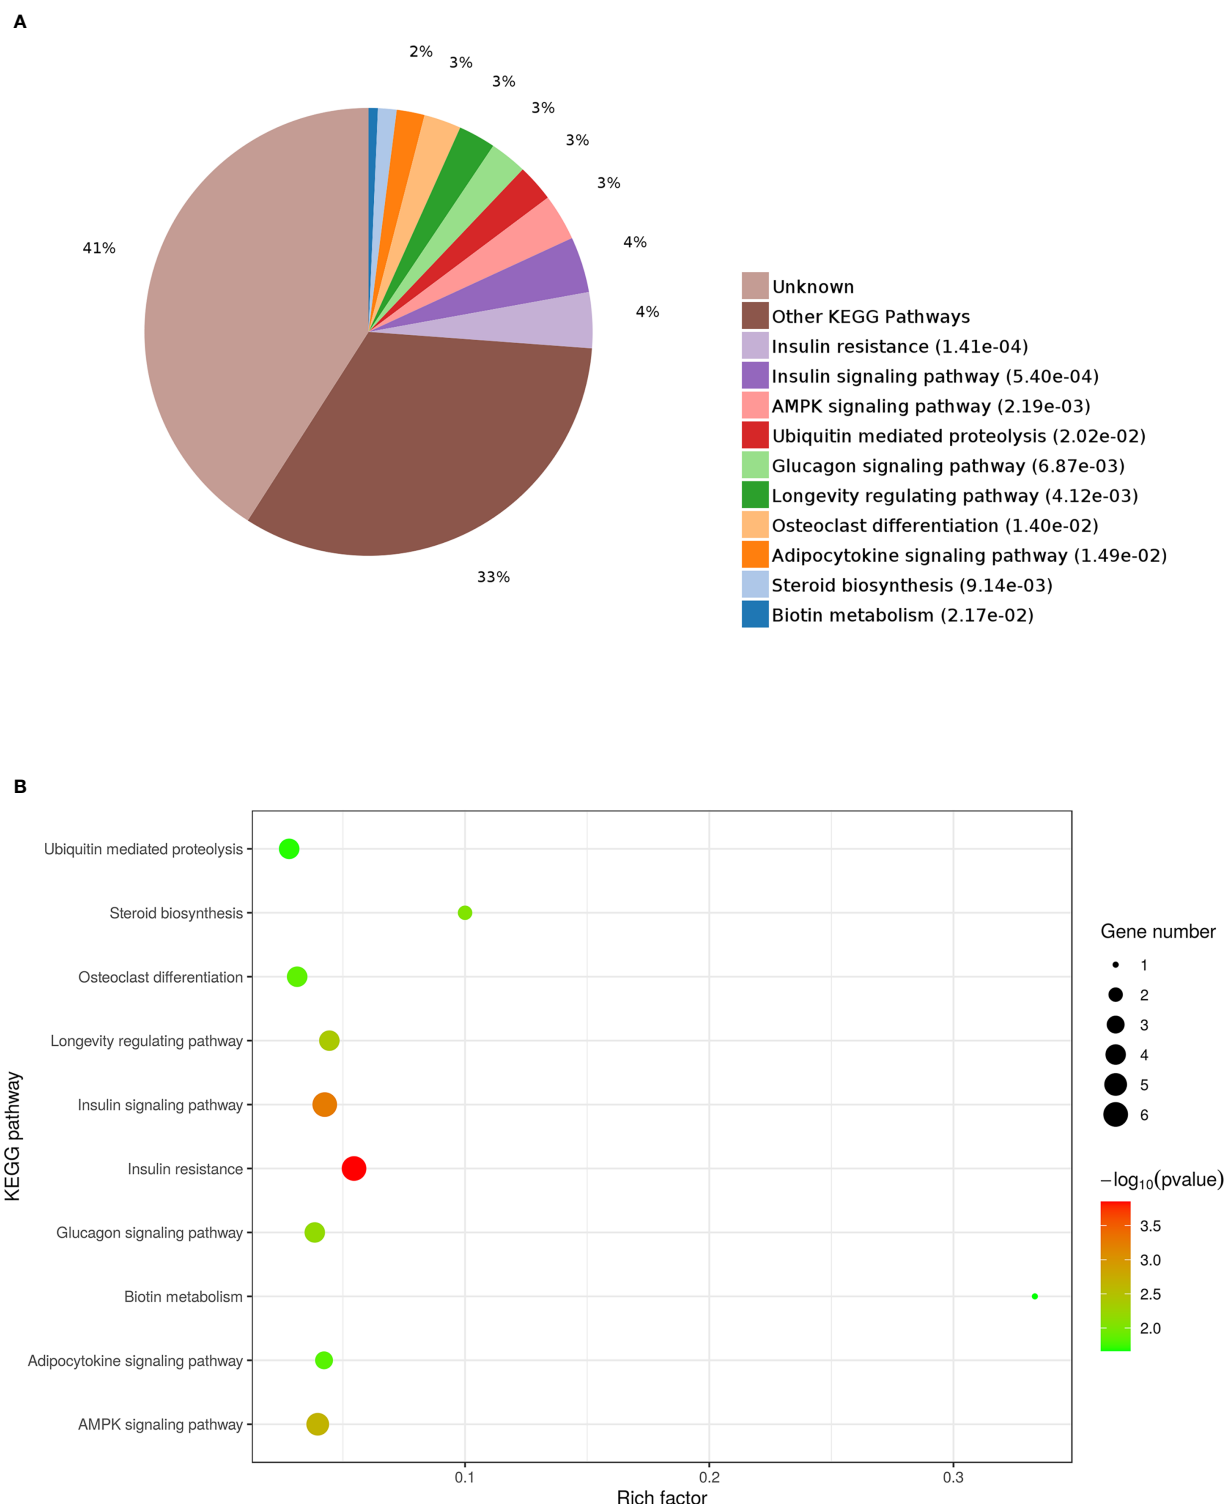 A
2%
3%
3%
3%
3%
3%
4%
4%
41%
33%
Unknown
Other KEGG Pathways
Insulin resistance (1.41e-04)
Insulin signaling pathway (5.40e-04)
AMPK signaling pathway (2.19e-03)
Ubiquitin mediated proteolysis (2.02e-02)
Glucagon signaling pathway (6.87e-03)
Longevity regulating pathway (4.12e-03)
Osteoclast differentiation (1.40e-02)
Adipocytokine signaling pathway (1.49e-02)
Steroid biosynthesis (9.14e-03)
Biotin metabolism (2.17e-02)
B
KEGG pathway
Ubiquitin mediated proteolysis
Steroid biosynthesis
Osteoclast differentiation
Longevity regulating pathway
Insulin signaling pathway
Insulin resistance
Glucagon signaling pathway
Biotin metabolism
Adipocytokine signaling pathway
AMPK signaling pathway
0.1
0.2
0.3
Rich factor
Gene number
1
2
3
4
5
6
−log₁₀(pvalue)
3.5
3.0
2.5
2.0